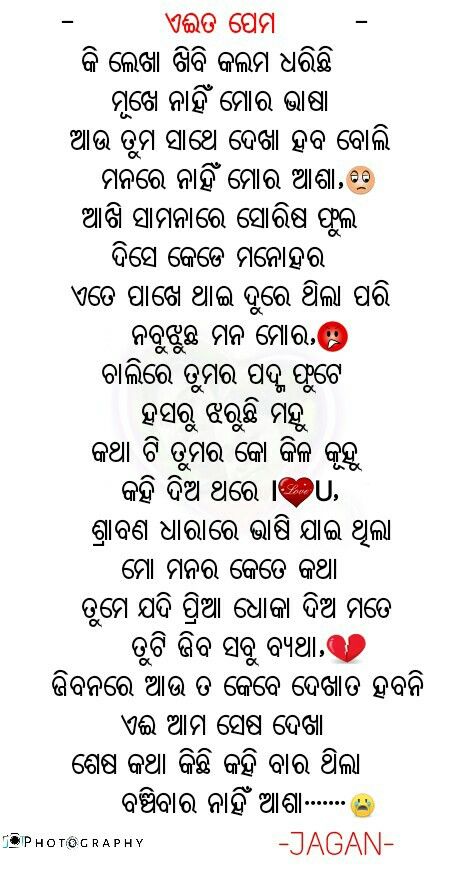 - ଏଈତ ପେମ -
କି ଲେଖା ଖିବି କଲମ ଧରିଛି
ମୂଖେ ନାହିଁ ମୋର ଭାଷା
ଆଉ ତୁମ ସାଥେ ଦେଖା ହବ ବୋଲି
ମନରେ ନାହିଁ ମୋର ଆଶା,😩
ଆଖି ସାମନାରେ ସୋରିଷ ଫୁଲ
ଦିସେ କେତେ ମନୋହର
ଏତେ ପାଖେ ଥାଇ ଦୁରେ ଥିଲା ପରି
ନବୁଝୁଛ ମନ ମୋର,😡
ଚାଲିରେ ତୁମର ପଦ୍ମ ଫୁଟେ
ହସରୁ ଝରୁଛି ମହୁ
କଥା ଟି ତୁମର କୋ କିଳ କୂହୁ
କହି ଦିଅ ଥରେ I Love U,
ଶ୍ରାବଣ ଧାରାରେ ଭାଷି ଯାଇ ଥିଲା
ମୋ ମନର କେତେ କଥା
ତୁମେ ଯଦି ପ୍ରିଆ ଧୋକା ଦିଅ ମତେ
ତୁଟି ଜିବ ସବୁ ବ୍ୟଥା,💔
ଜିବନରେ ଆଉ ତ କେବେ ଦେଖାତ ହବନି
ଏଈ ଆମ ସେଷ ଦେଖା
ଶେଷ କଥା କିଛି କହି ବାର ଥିଲା
ବଞ୍ଚିବାର ନାହିଁ ଆଶା.......😭
PHOTOGRAPHY
-JAGAN-